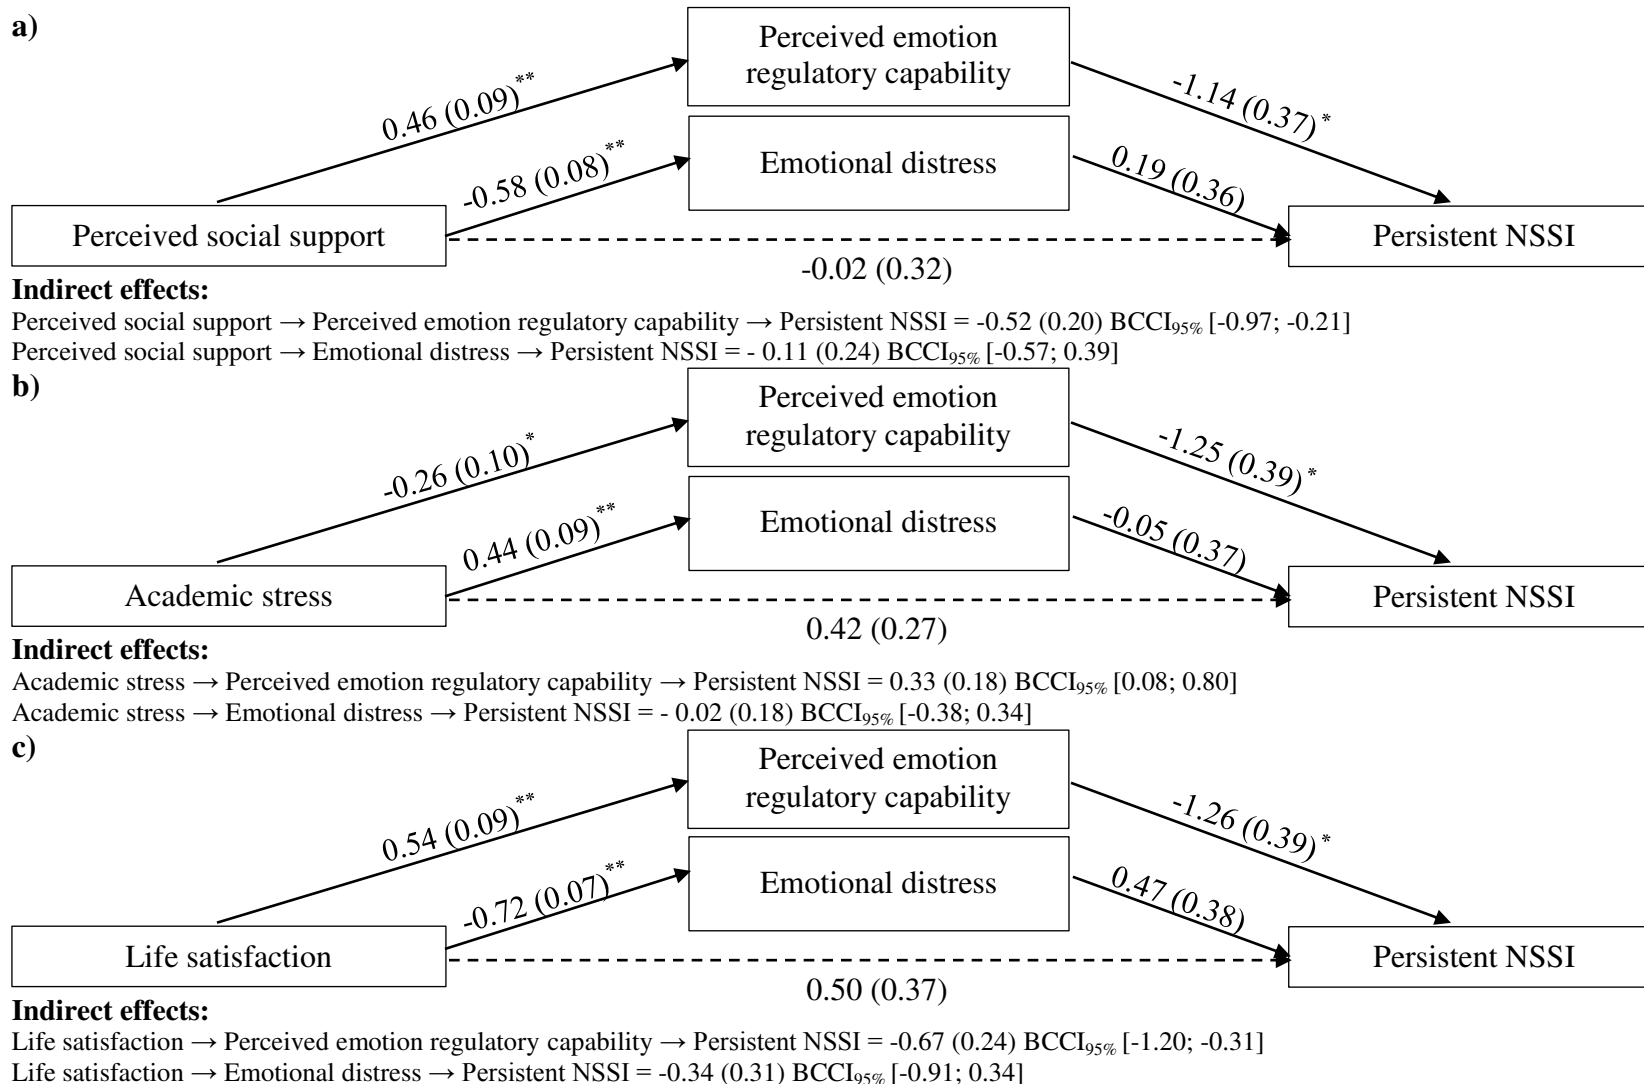 a)
Perceived emotion
regulatory capability
0.46 (0.09)**
-1.14 (0.37)*
Emotional distress
-0.58 (0.08)**
0.19 (0.36)
Perceived social support
Persistent NSSI
-0.02 (0.32)
Indirect effects:
Perceived social support → Perceived emotion regulatory capability → Persistent NSSI = -0.52 (0.20) BCCI95% [-0.97; -0.21]
Perceived social support → Emotional distress → Persistent NSSI = - 0.11 (0.24) BCCI95% [-0.57; 0.39]
b)
Perceived emotion
regulatory capability
-0.26 (0.10)*
-1.25 (0.39)*
Emotional distress
0.44 (0.09)**
-0.05 (0.37)
Academic stress
Persistent NSSI
0.42 (0.27)
Indirect effects:
Academic stress → Perceived emotion regulatory capability → Persistent NSSI = 0.33 (0.18) BCCI95% [0.08; 0.80]
Academic stress → Emotional distress → Persistent NSSI = - 0.02 (0.18) BCCI95% [-0.38; 0.34]
c)
Perceived emotion
regulatory capability
0.54 (0.09)**
-1.26 (0.39)*
Emotional distress
-0.72 (0.07)**
0.47 (0.38)
Life satisfaction
Persistent NSSI
0.50 (0.37)
Indirect effects:
Life satisfaction → Perceived emotion regulatory capability → Persistent NSSI = -0.67 (0.24) BCCI95% [-1.20; -0.31]
Life satisfaction → Emotional distress → Persistent NSSI = -0.34 (0.31) BCCI95% [-0.91; 0.34]